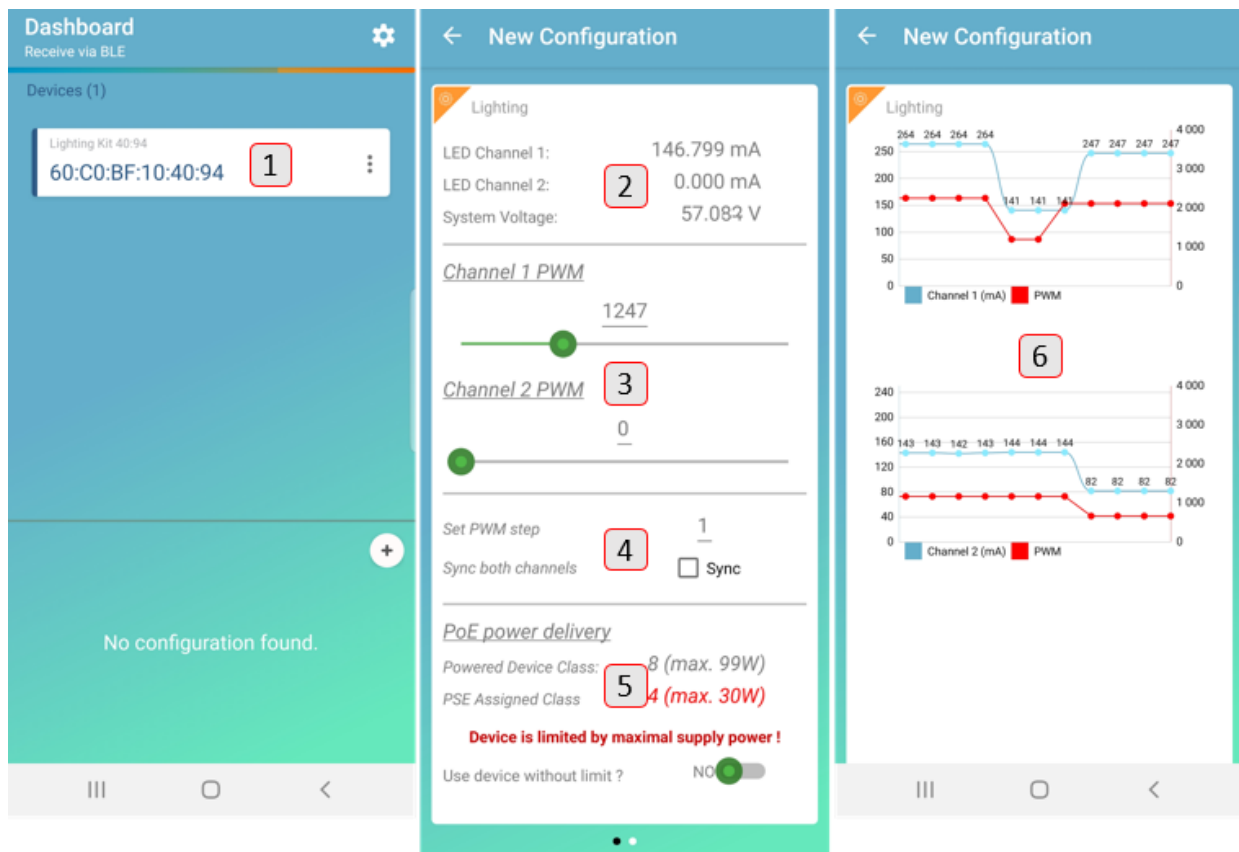 Dashboard
Receive via BLE
Devices (1)
Lighting Kit 40:94
60:C0:BF:10:40:94
1
No configuration found.
New Configuration
Lighting
LED Channel 1: 146.799 mA
LED Channel 2: 0.000 mA
2
System Voltage: V
Channel 1 PWM
1247
Channel 2 PWM
3
0
Set PWM step 1
4
Sync both channels Sync
PoE power delivery
Powered Device Class: 8 (max. 99W)
5
PSE Assigned Class 4 (max. 30W)
Device is limited by maximal supply power !
Use device without limit ? NO
New Configuration
Lighting
264 264 264 264
141 141 141
247 247 247 247
250
200
150
100
50
0
4 000
3 000
2 000
1 000
0
Channel 1 (mA) PWM
6
240
200
160
120
80
40
0
143 143 142 143 144 144 144
82 82 82 82
4 000
3 000
2 000
1 000
0
Channel 2 (mA) PWM